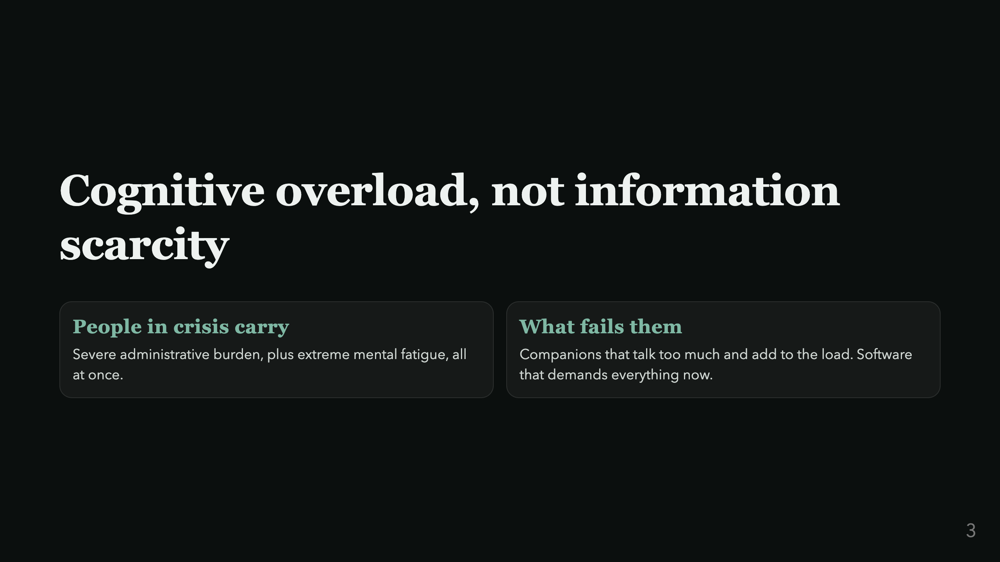 Cognitive overload, not information
scarcity
People in crisis carry
Severe administrative burden, plus extreme mental fatigue, all
at once.
What fails them
Companions that talk too much and add to the load. Software
that demands everything now.
3